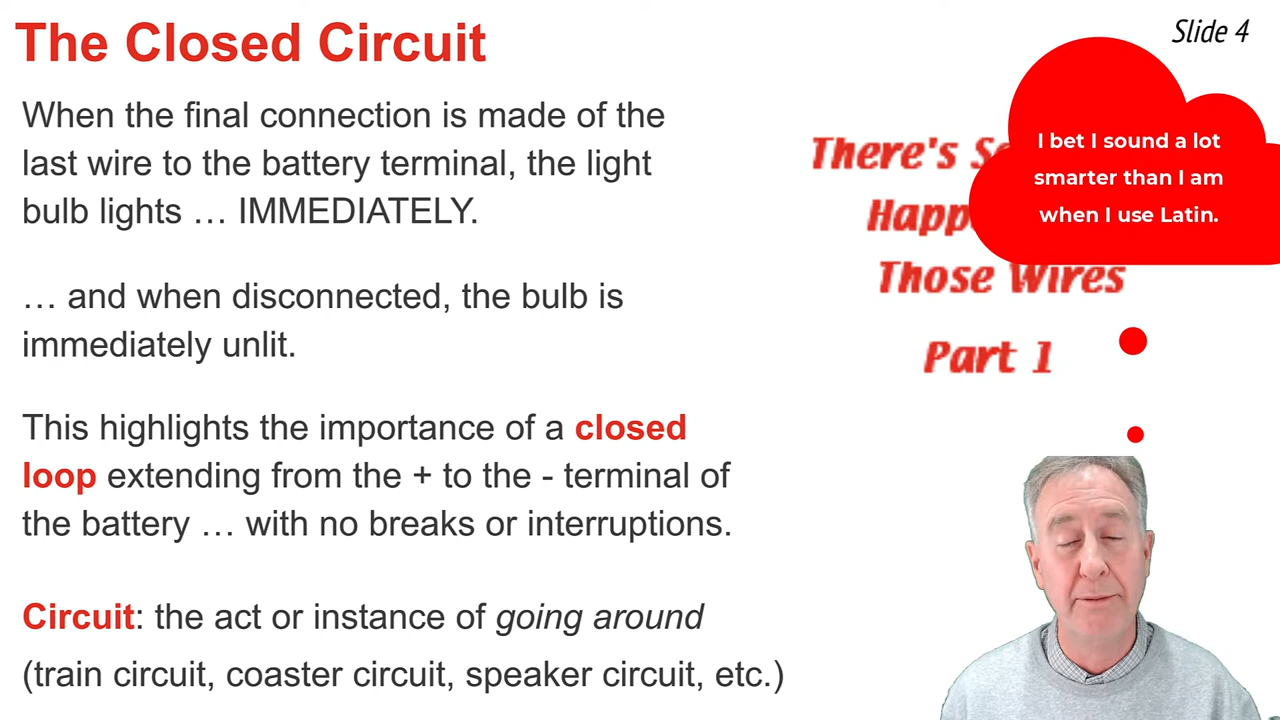 The Closed Circuit
Slide 4
When the final connection is made of the
last wire to the battery terminal, the light
bulb lights … IMMEDIATELY.
… and when disconnected, the bulb is
immediately unlit.
This highlights the importance of a closed
loop extending from the + to the - terminal of
the battery … with no breaks or interruptions.
Circuit: the act or instance of going around
(train circuit, coaster circuit, speaker circuit, etc.)
There's
Those Wires
Part 1
I bet I sound a lot
smarter than I am
when I use Latin.